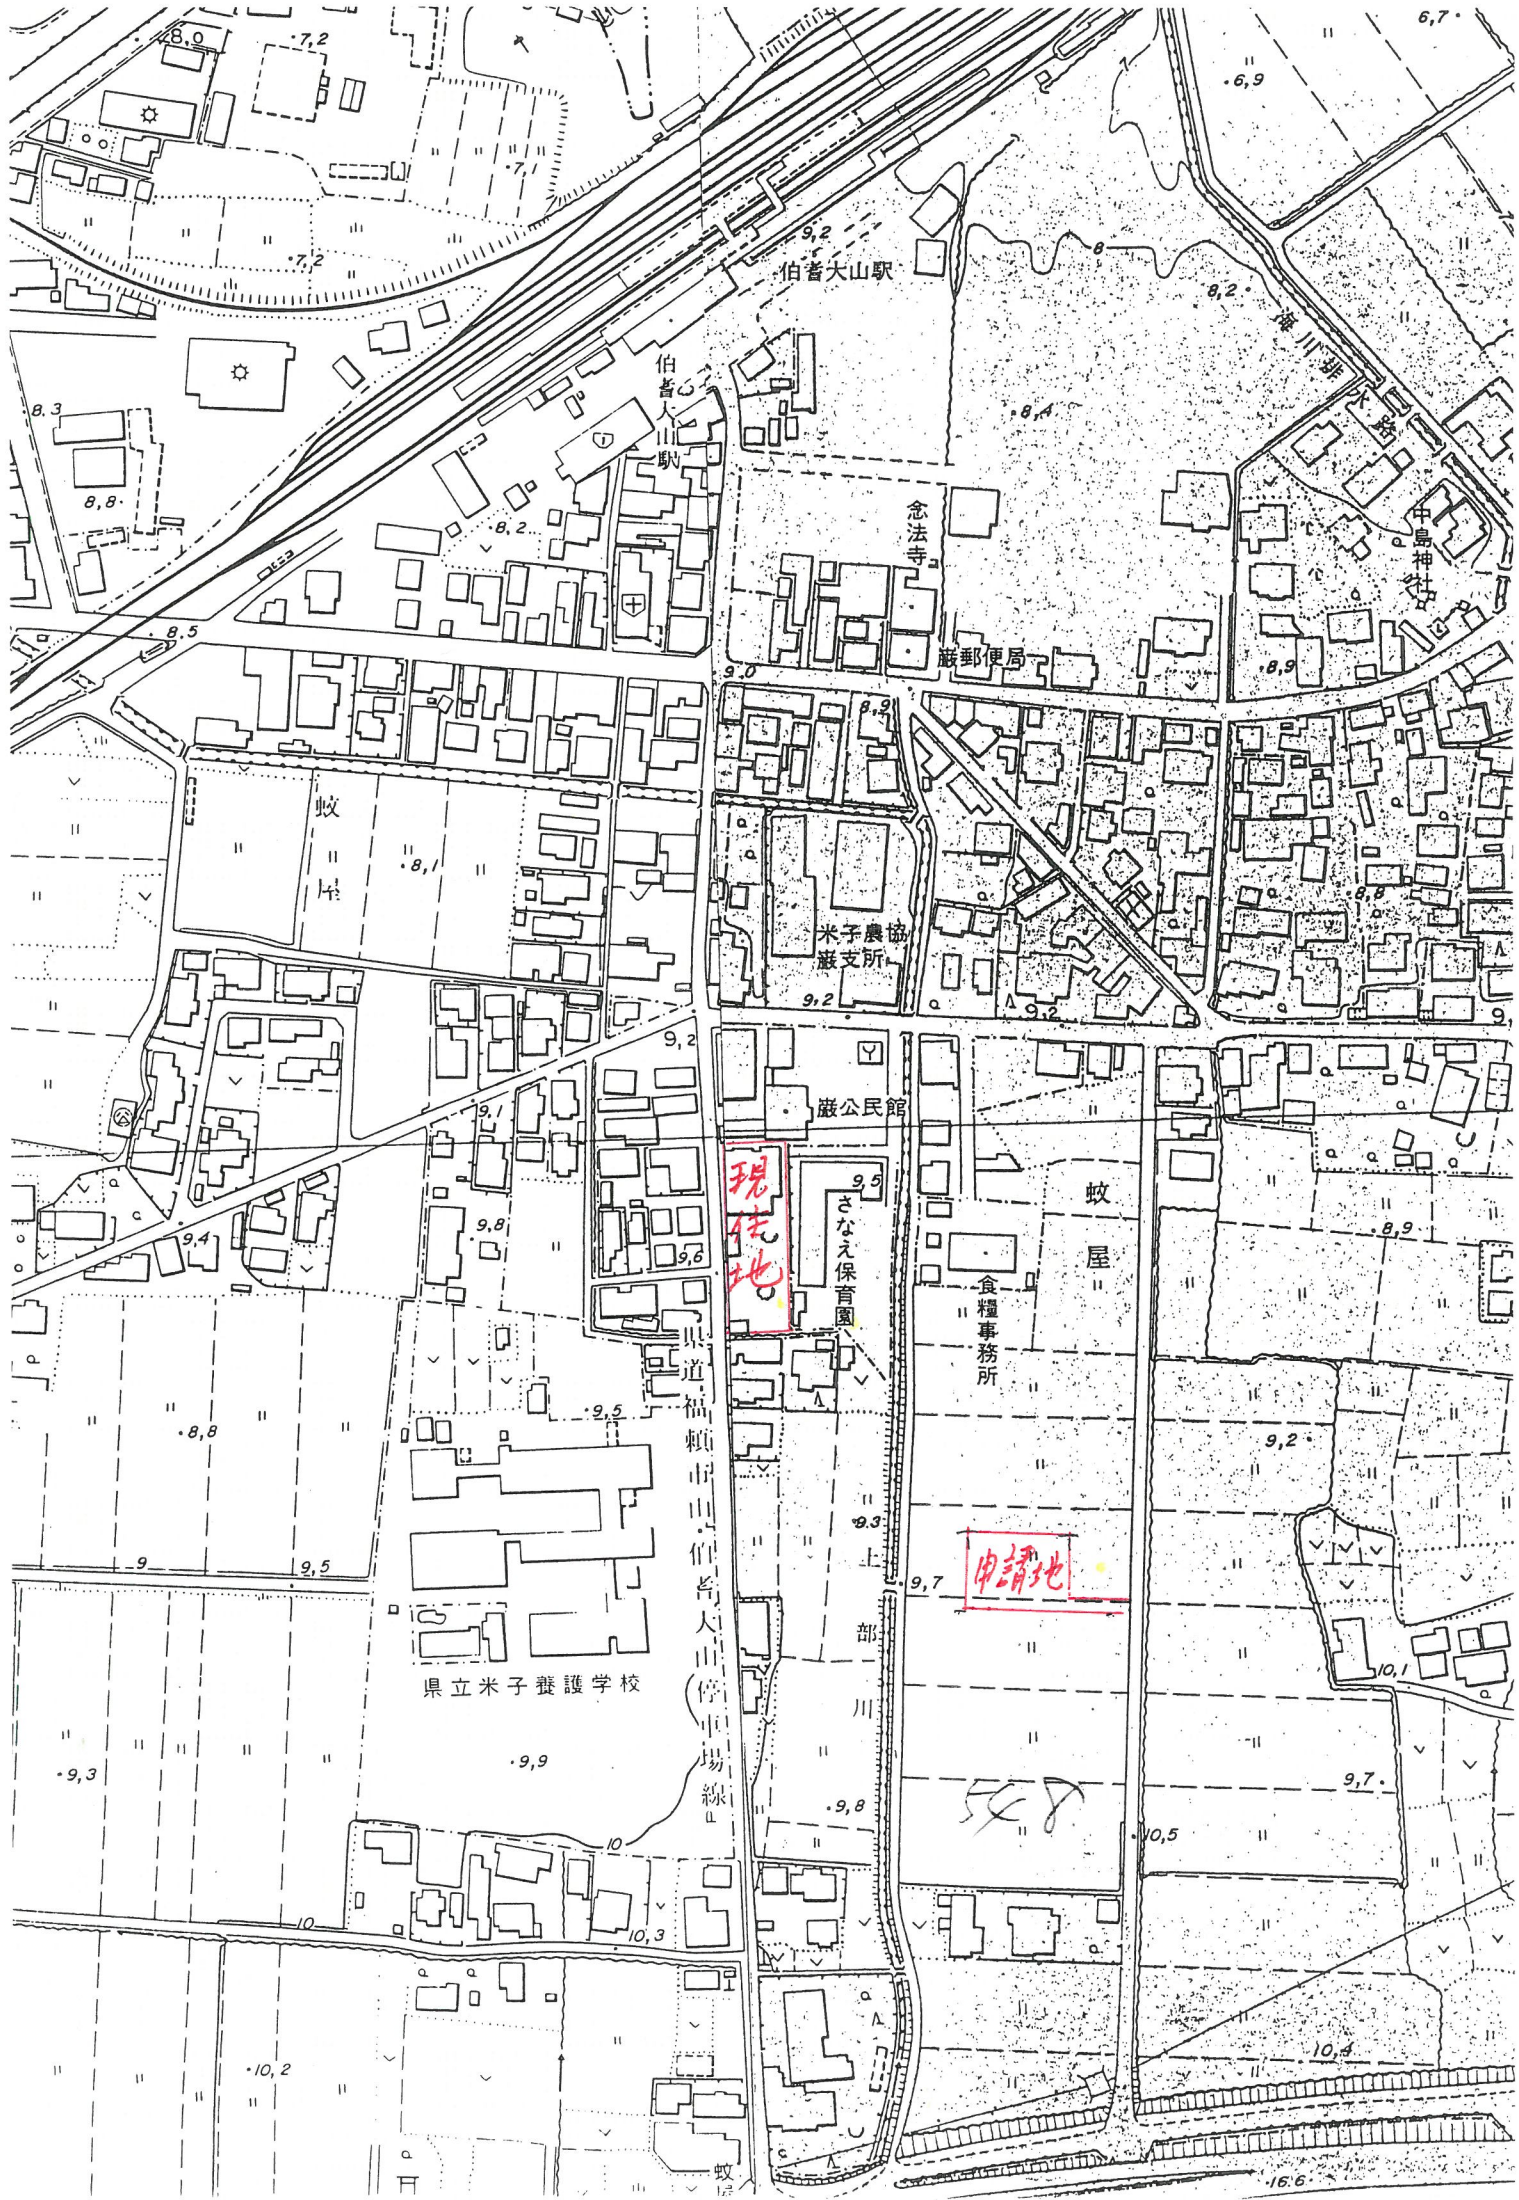 6,7
8.0
7,2
6,9
7,1
7
9,2
8
7,2
伯耆大山駅
8,2
海川排水路
伯耆大山駅
8.3
8,4
8,8
8,2
念法寺
中島神社
8.5
巌郵便局
8,9
9.0
8,9
蚊屋
8,1
8,8
米子農協
巌支所
9,2
9,2
9,2
9,1
巌公民館
現住地
9,5
さなえ保育園
蚊屋
8,9
9,4
9,8
9,6
食糧事務所
県道福頼市山・伯耆大山停車場線
9,5
8,8
9,2
9.3
9
9,5
申請地
9,7
上部川
県立米子養護学校
10,1
9,3
9,9
9,7
9,8
10
10,5
10
10,3
10,2
10,4
蚊屋
16.6